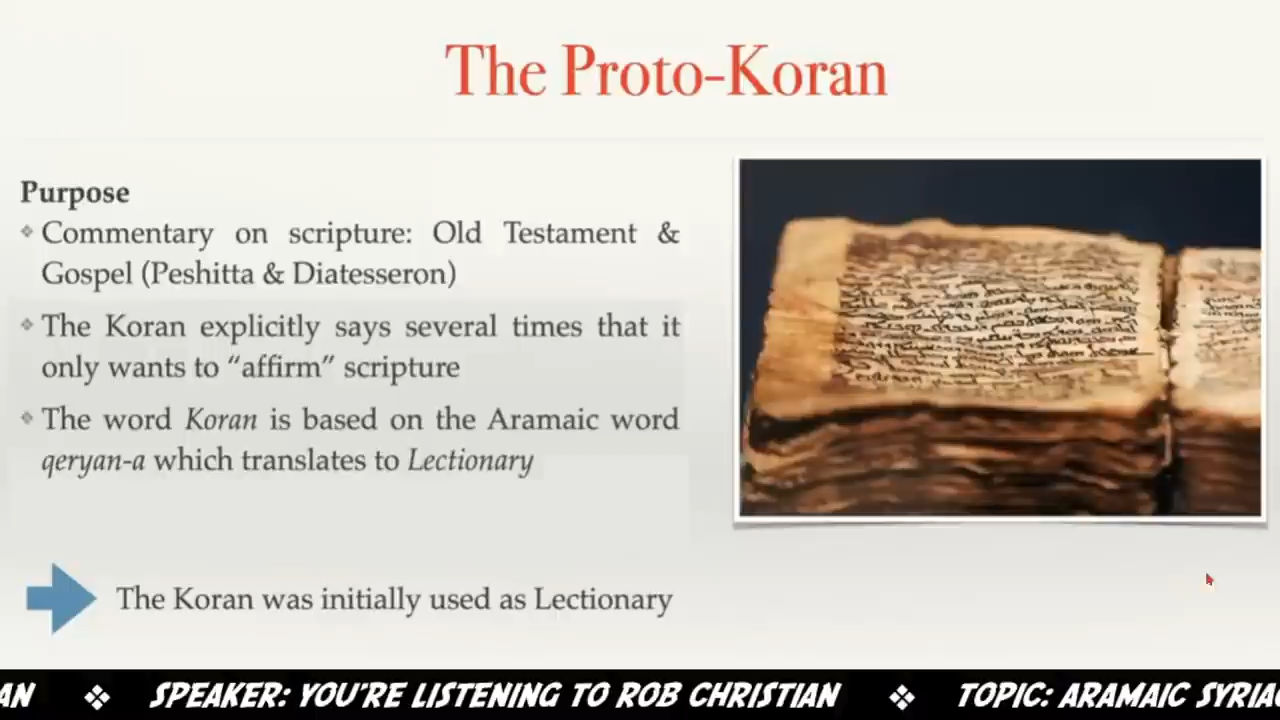 The Proto-Koran
Purpose
❖ Commentary on scripture: Old Testament &
Gospel (Peshitta & Diatesseron)
❖ The Koran explicitly says several times that it
only wants to “affirm” scripture
❖ The word Koran is based on the Aramaic word
qeryan-a which translates to Lectionary
The Koran was initially used as Lectionary
AN ❖ SPEAKER: YOU'RE LISTENING TO ROB CHRISTIAN ❖ TOPIC: ARAMAIC SYRIAC